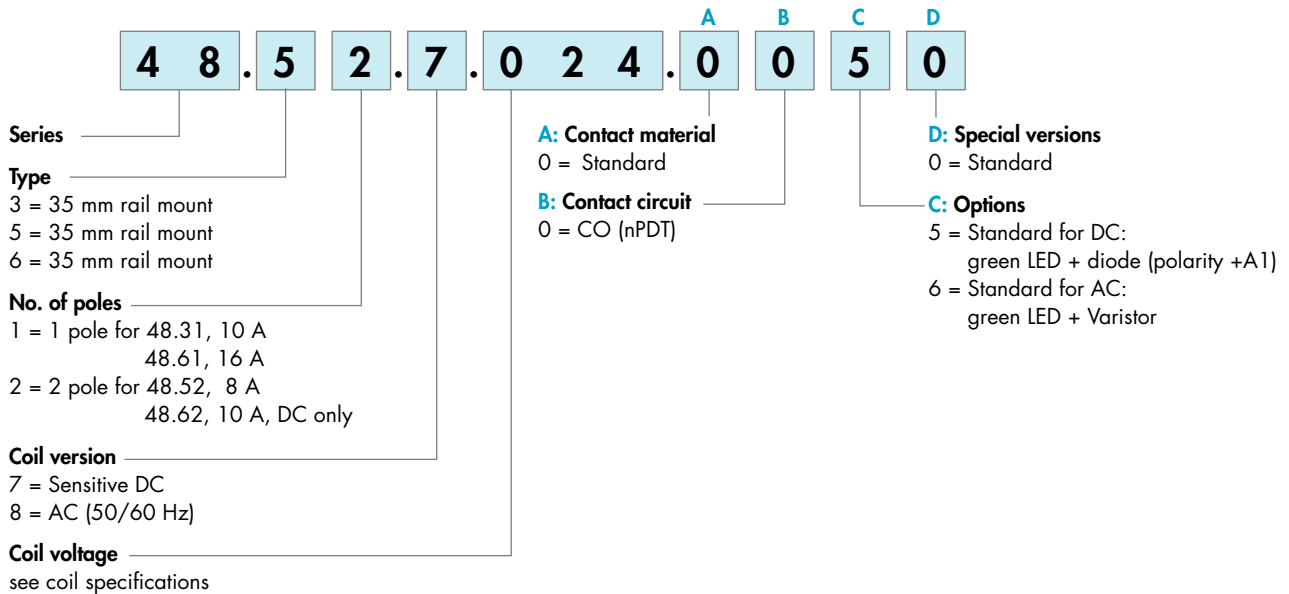 A B C D
4 8 . 5 2 . 7 . 0 2 4 . 0 0 5 0
Series
Type
3 = 35 mm rail mount
5 = 35 mm rail mount
6 = 35 mm rail mount
No. of poles
1 = 1 pole for 48.31, 10 A
48.61, 16 A
2 = 2 pole for 48.52, 8 A
48.62, 10 A, DC only
Coil version
7 = Sensitive DC
8 = AC (50/60 Hz)
Coil voltage
see coil specifications
A: Contact material
0 = Standard
B: Contact circuit
0 = CO (nPDT)
D: Special versions
0 = Standard
C: Options
5 = Standard for DC:
green LED + diode (polarity +A1)
6 = Standard for AC:
green LED + Varistor